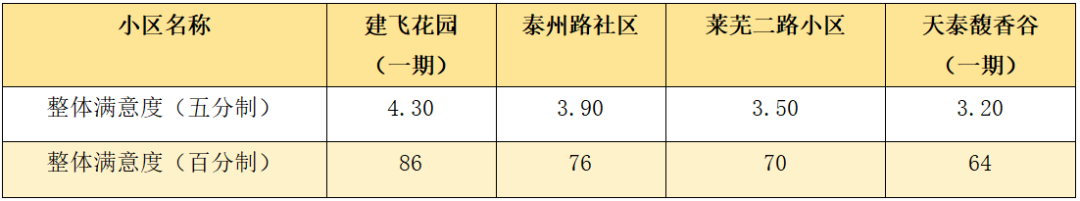 小区名称 建飞花园（一期） 泰州路社区 莱芜二路小区 天泰馥香谷（一期）
整体满意度（五分制） 4.30 3.90 3.50 3.20
整体满意度（百分制） 86 76 70 64